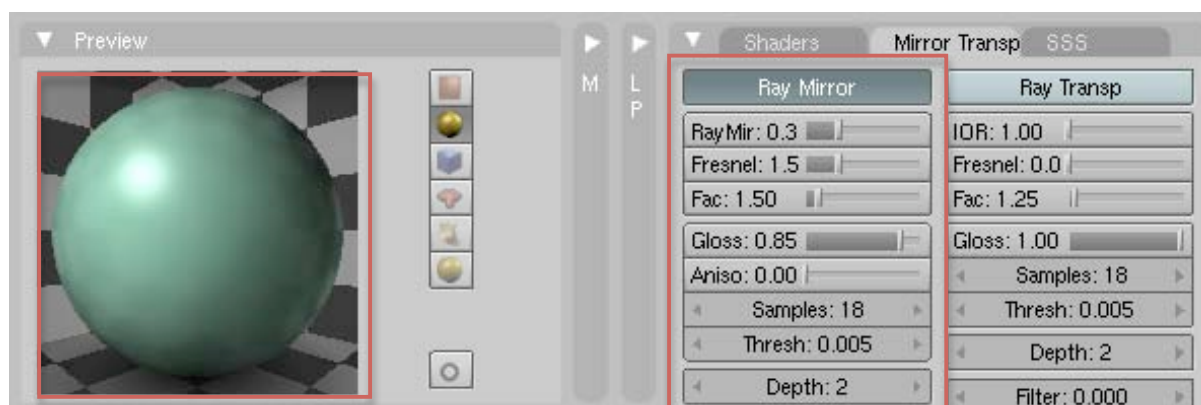 Preview
M
L
P
Shaders
Mirror Transp
SSS
Ray Mirror
RayMir: 0.3
Fresnel: 1.5
Fac: 1.50
Gloss: 0.85
Aniso: 0.00
Samples: 18
Thresh: 0.005
Depth: 2
Ray Transp
IOR: 1.00
Fresnel: 0.0
Fac: 1.25
Gloss: 1.00
Samples: 18
Thresh: 0.005
Depth: 2
Filter: 0.000